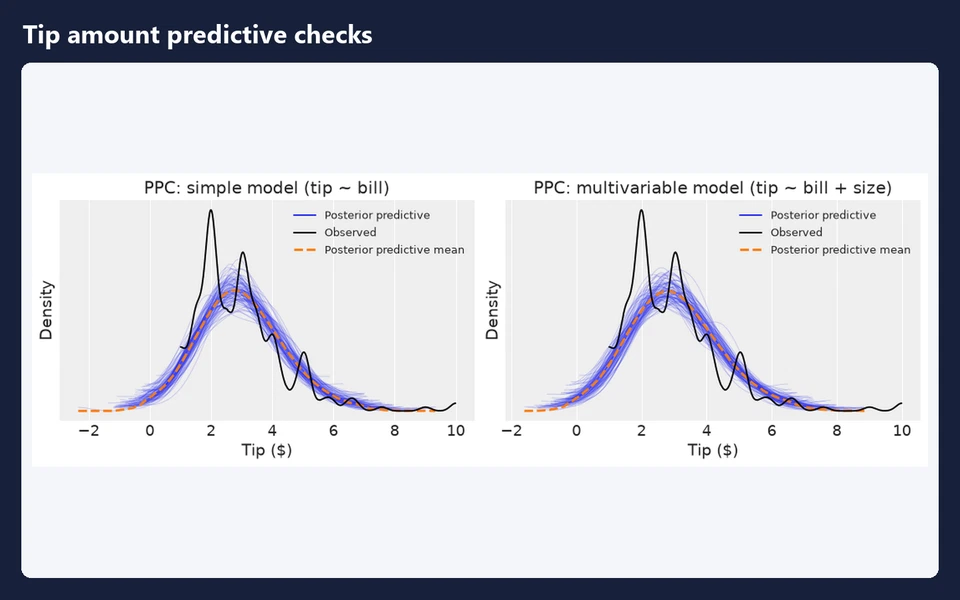 Tip amount predictive checks
PPC: simple model (tip ~ bill)
Posterior predictive
Observed
Posterior predictive mean
Density
−2 0 2 4 6 8 10
Tip ($)
PPC: multivariable model (tip ~ bill + size)
Posterior predictive
Observed
Posterior predictive mean
Density
−2 0 2 4 6 8 10
Tip ($)